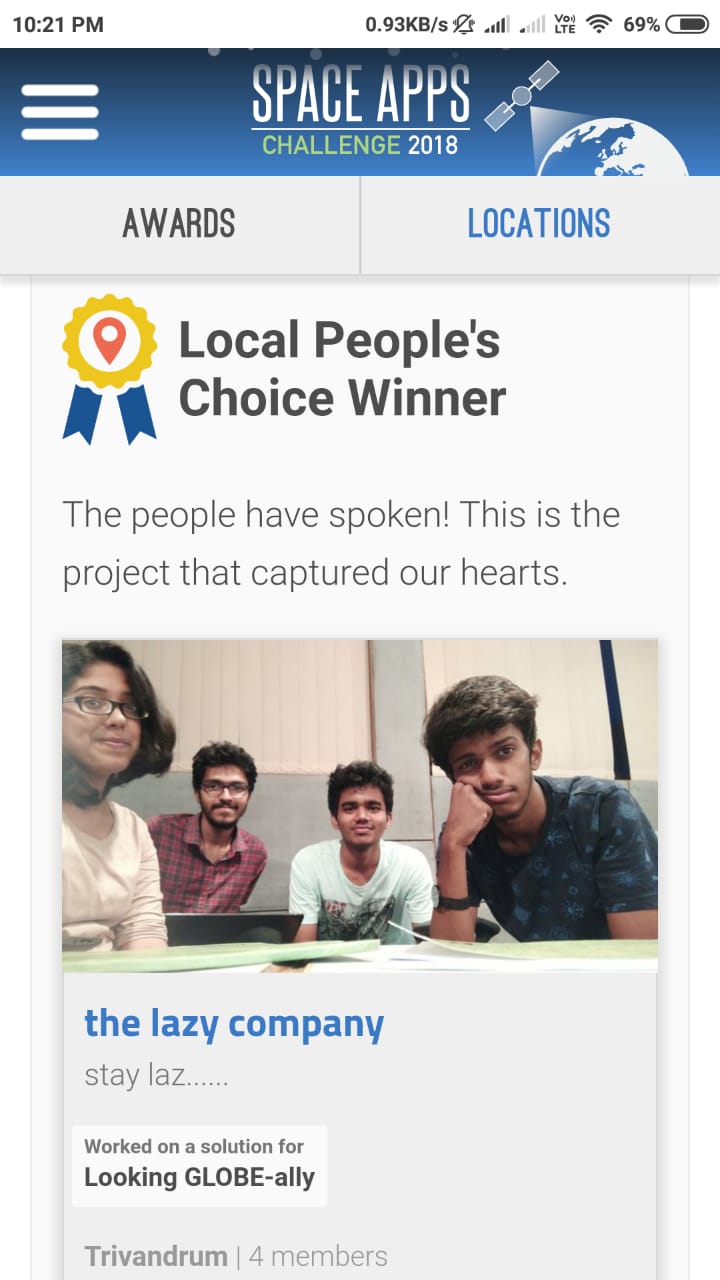 10:21 PM 0.93KB/s Vo) LTE 69%
SPACE APPS
CHALLENGE 2018
AWARDS LOCATIONS
Local People's
Choice Winner
The people have spoken! This is the
project that captured our hearts.
the lazy company
stay laz......
Worked on a solution for
Looking GLOBE-ally
Trivandrum | 4 members